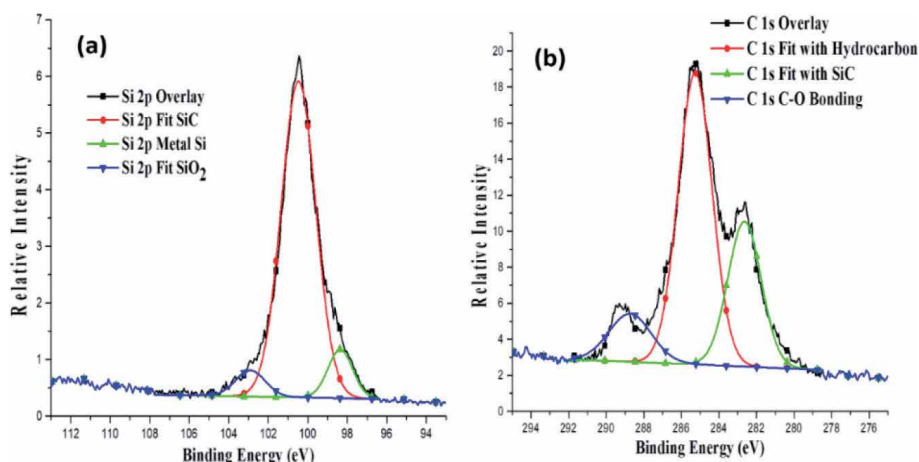 (a)
Si 2p Overlay
Si 2p Fit SiC
Si 2p Metal Si
Si 2p Fit SiO₂
Relative Intensity
7
6
5
4
3
2
1
0
112 110 108 106 104 102 100 98 96 94
Binding Energy (eV)
(b)
C 1s Overlay
C 1s Fit with Hydrocarbon
C 1s Fit with SiC
C 1s C-O Bonding
Relative Intensity
20
18
16
14
12
10
8
6
4
2
0
294 292 290 288 286 284 282 280 278 276
Binding Energy (eV)